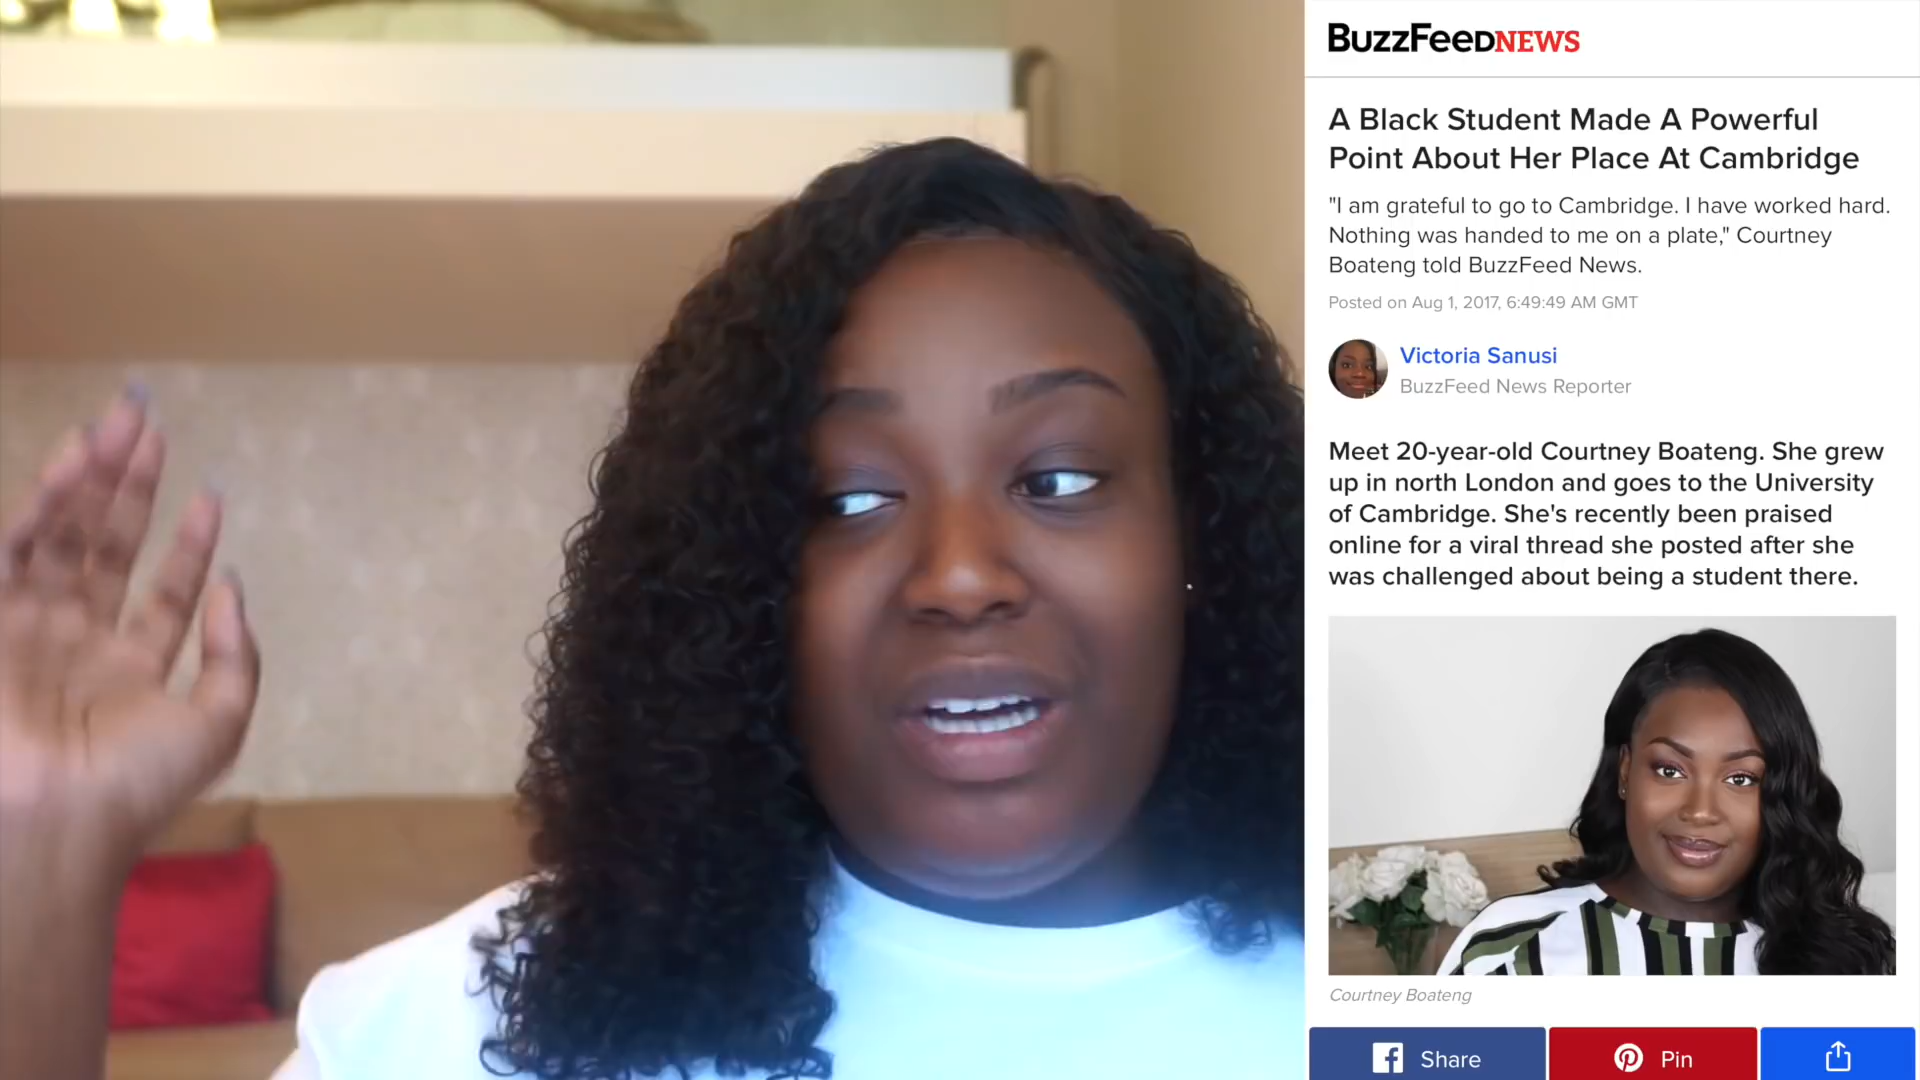 BuzzFeedNEWS
A Black Student Made A Powerful
Point About Her Place At Cambridge
"I am grateful to go to Cambridge. I have worked hard.
Nothing was handed to me on a plate," Courtney
Boateng told BuzzFeed News.
Posted on Aug 1, 2017, 6:49:49 AM GMT
Victoria Sanusi
BuzzFeed News Reporter
Meet 20-year-old Courtney Boateng. She grew
up in north London and goes to the University
of Cambridge. She's recently been praised
online for a viral thread she posted after she
was challenged about being a student there.
Courtney Boateng
Share
Pin